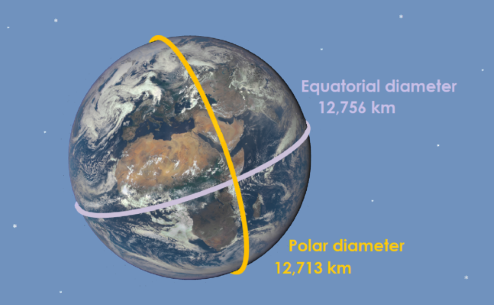 Equatorial diameter
12,756 km
Polar diameter
12,713 km